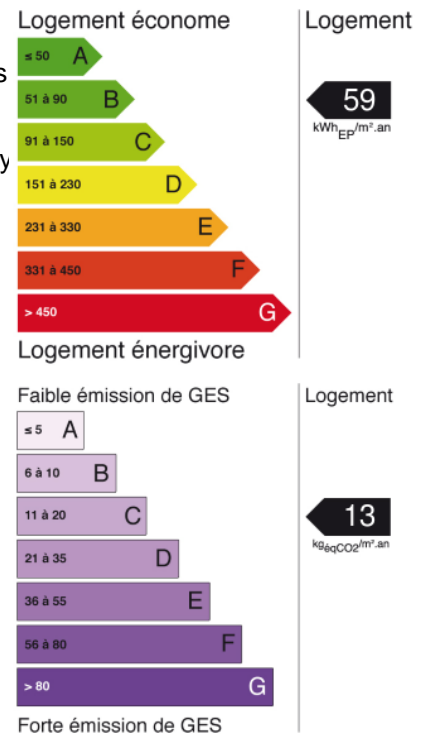 Logement économe
Logement
s
≤ 50 A
51 à 90 B
59
kWhEP/m².an
91 à 150 C
y
151 à 230 D
231 à 330 E
331 à 450 F
> 450 G
Logement énergivore
Faible émission de GES
Logement
≤ 5 A
6 à 10 B
11 à 20 C
13
kgéqCO2/m².an
21 à 35 D
36 à 55 E
56 à 80 F
> 80 G
Forte émission de GES